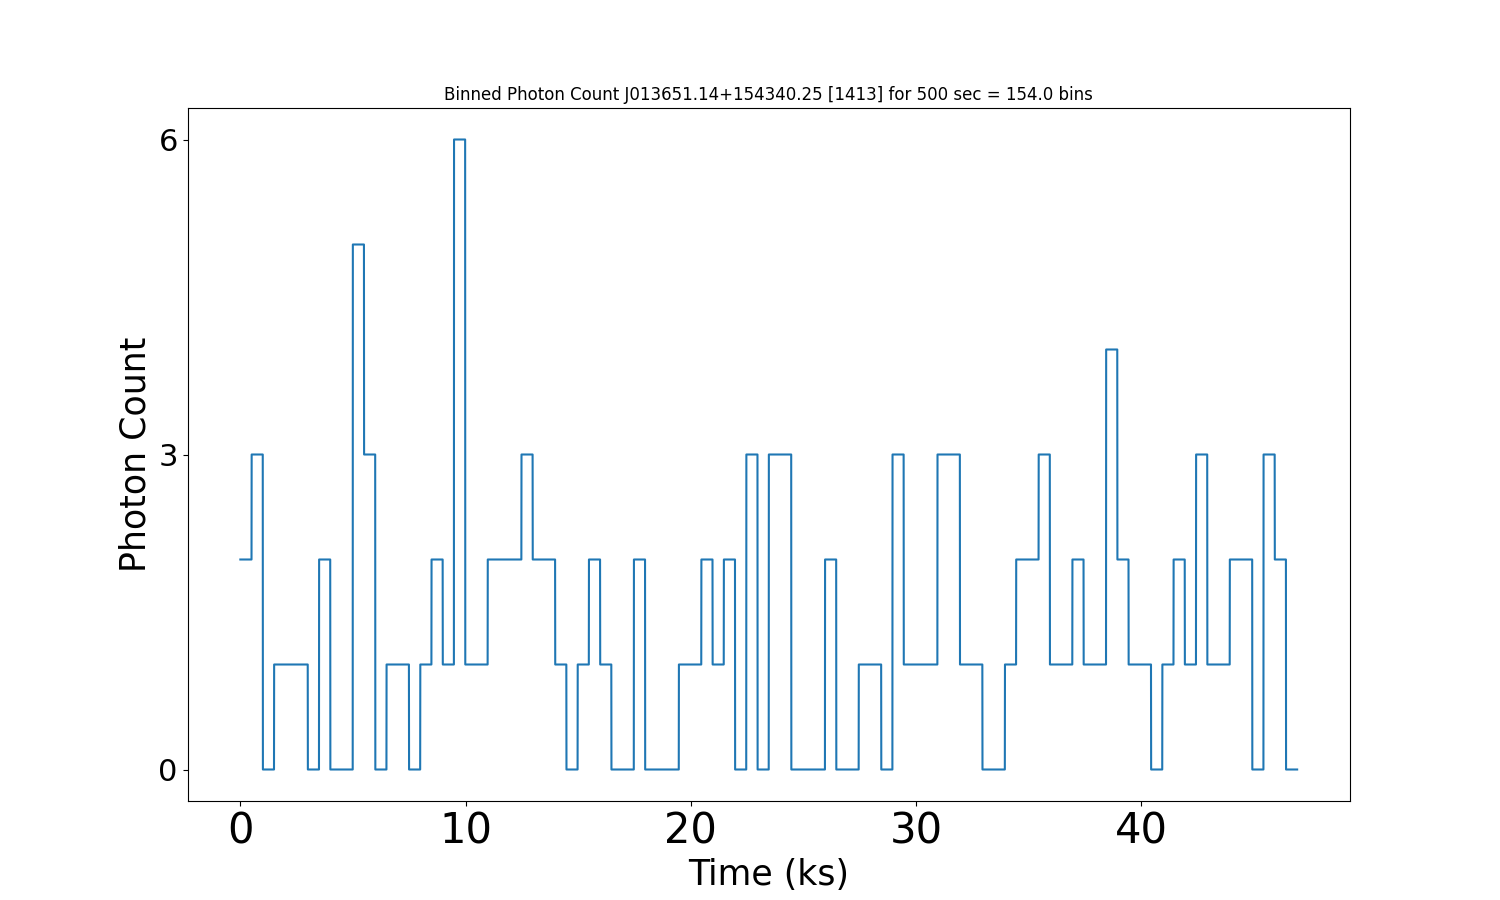 Binned Photon Count J013651.14+154340.25 [1413] for 500 sec = 154.0 bins
6
3
0
Photon Count
0 10 20 30 40
Time (ks)